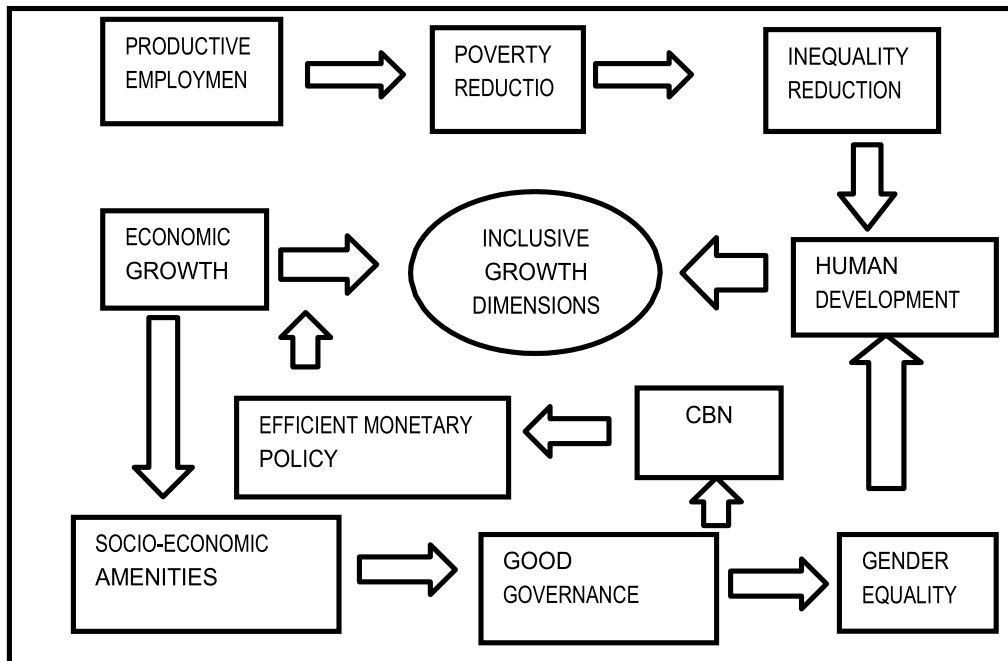 PRODUCTIVE
EMPLOYMEN
POVERTY
REDUCTIO
INEQUALITY
REDUCTION
ECONOMIC
GROWTH
INCLUSIVE
GROWTH
DIMENSIONS
HUMAN
DEVELOPMENT
EFFICIENT MONETARY
POLICY
CBN
SOCIO-ECONOMIC
AMENITIES
GOOD
GOVERNANCE
GENDER
EQUALITY